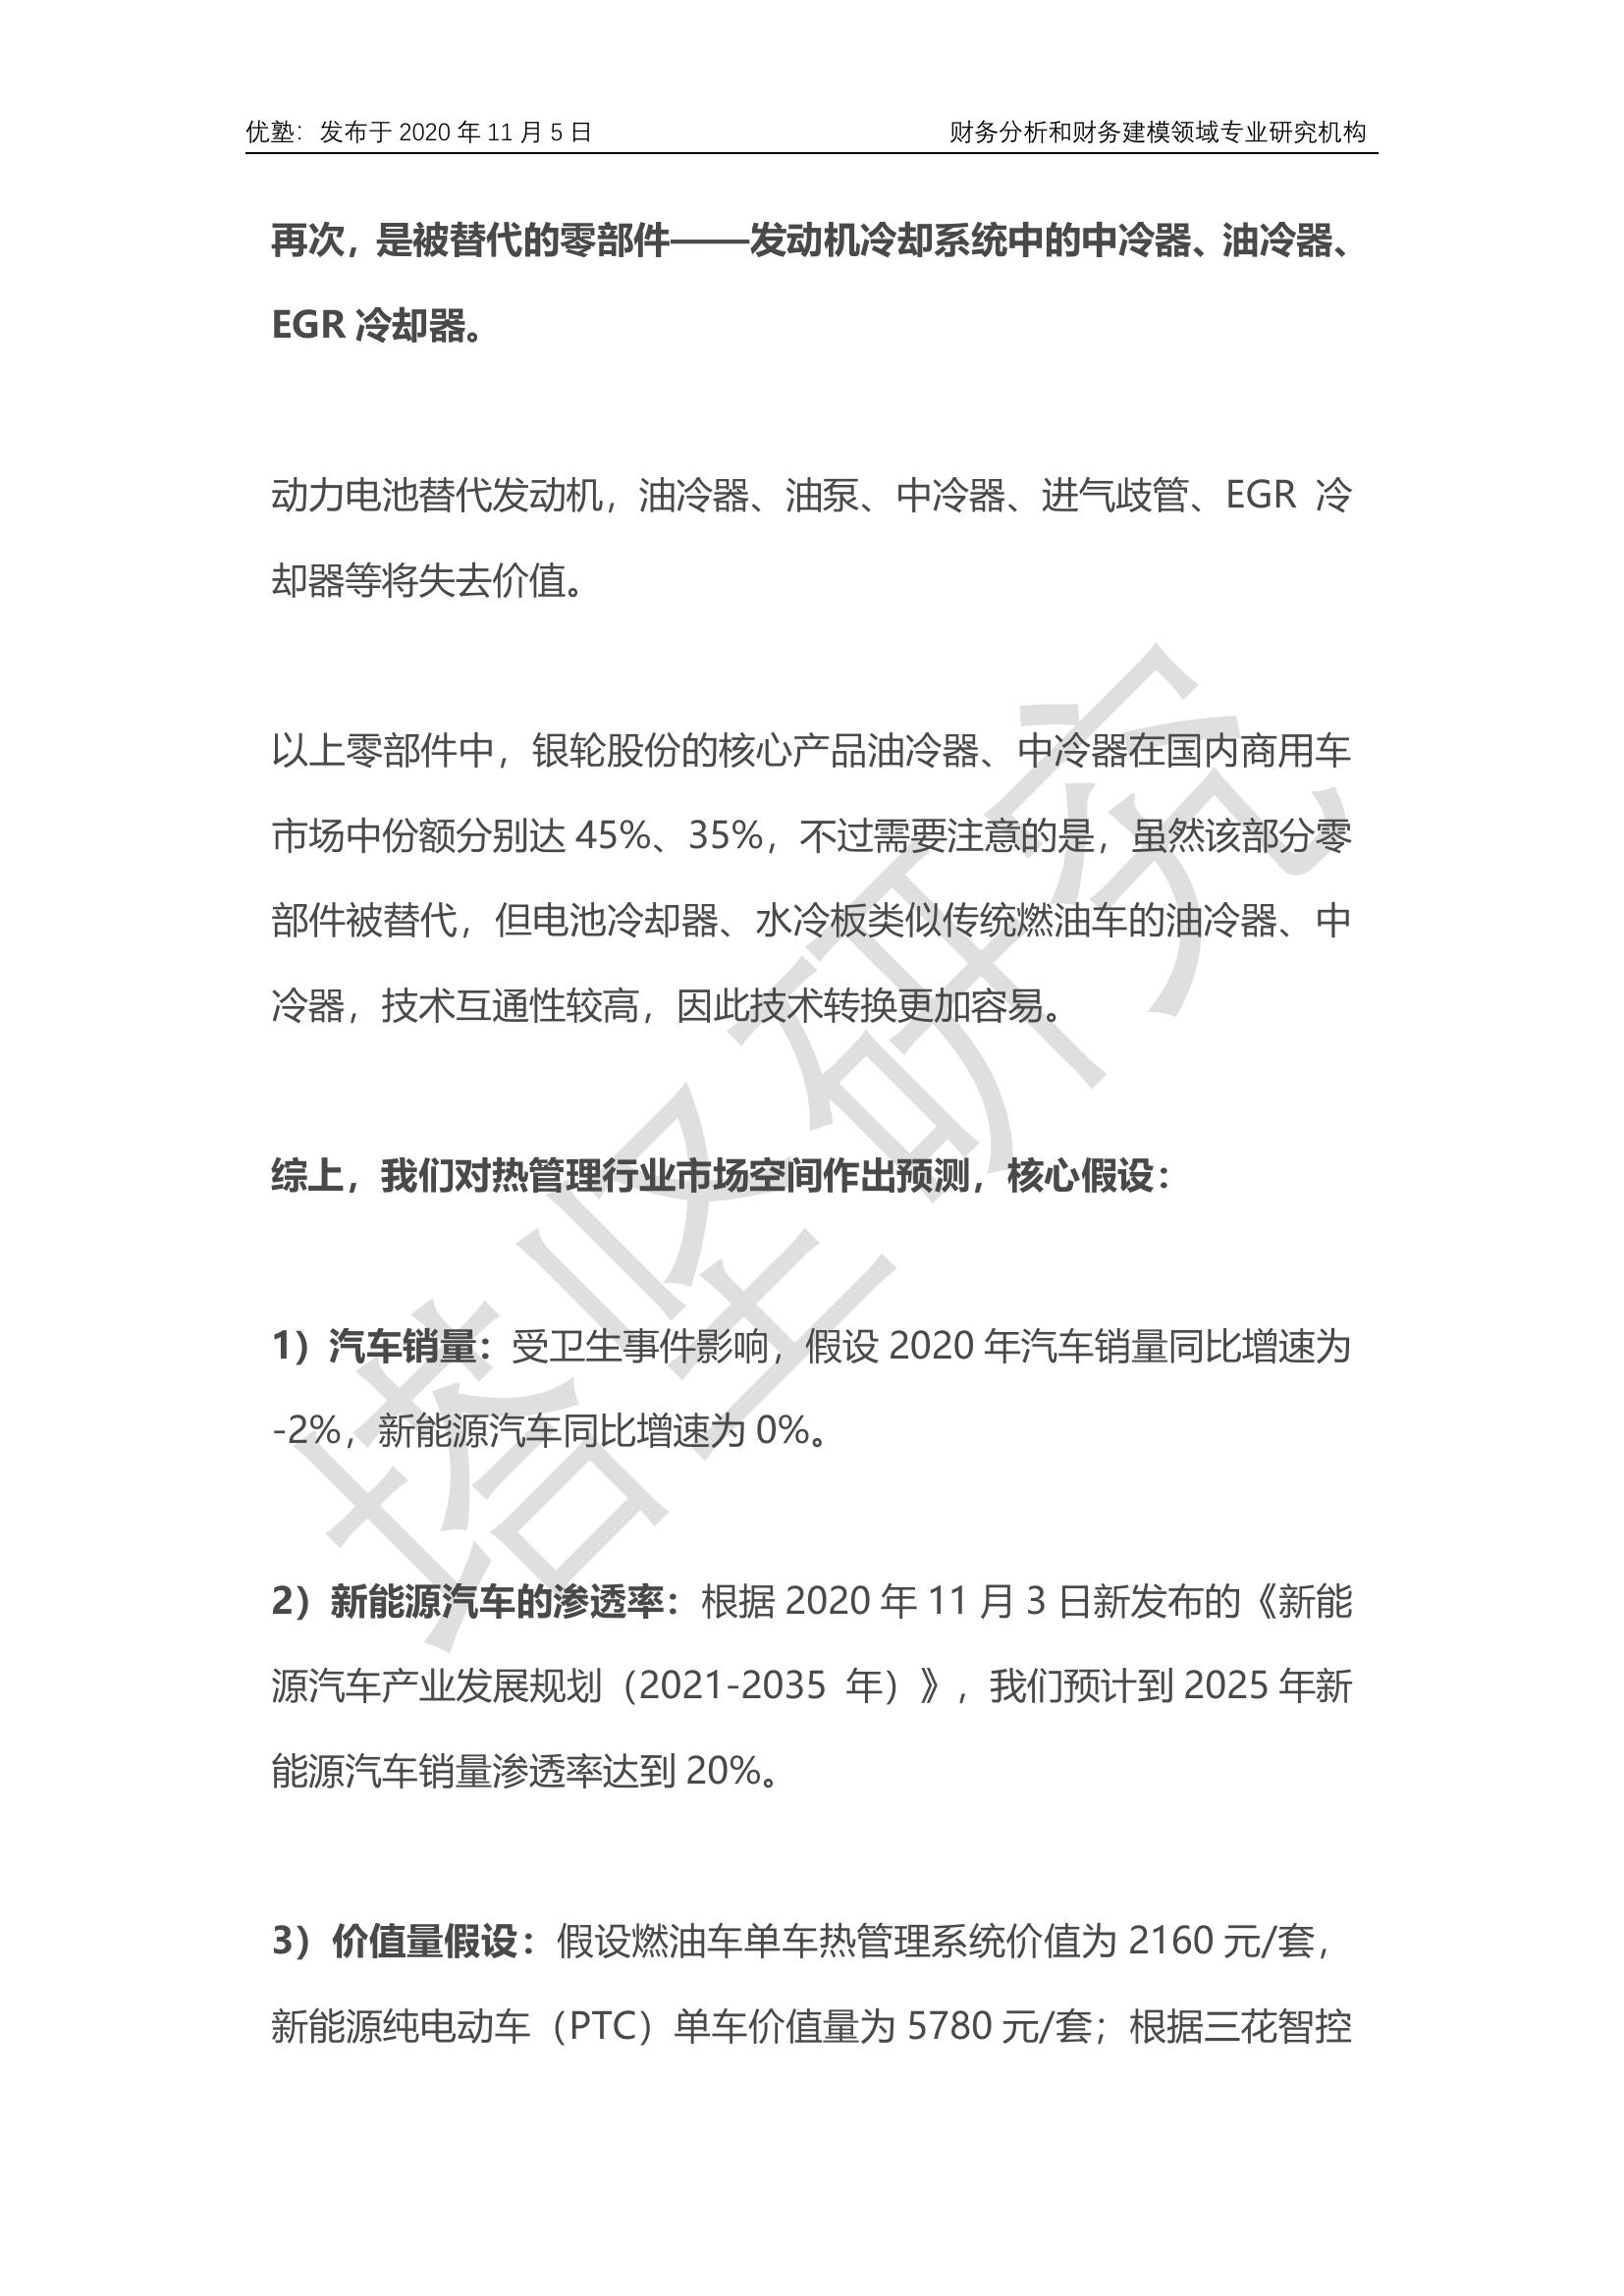 优塾：发布于 2020 年 11 月 5 日 财务分析和财务建模领域专业研究机构
再次，是被替代的零部件——发动机冷却系统中的中冷器、油冷器、
EGR 冷却器。
动力电池替代发动机，油冷器、油泵、中冷器、进气歧管、EGR 冷
却器等将失去价值。
以上零部件中，银轮股份的核心产品油冷器、中冷器在国内商用车
市场中份额分别达 45%、35%，不过需要注意的是，虽然该部分零
部件被替代，但电池冷却器、水冷板类似传统燃油车的油冷器、中
冷器，技术互通性较高，因此技术转换更加容易。
综上，我们对热管理行业市场空间作出预测，核心假设：
1）汽车销量：受卫生事件影响，假设 2020 年汽车销量同比增速为
-2%，新能源汽车同比增速为 0%。
2）新能源汽车的渗透率：根据 2020 年 11 月 3 日新发布的《新能
源汽车产业发展规划（2021-2035 年）》，我们预计到 2025 年新
能源汽车销量渗透率达到 20%。
3）价值量假设：假设燃油车单车热管理系统价值为 2160 元/套，
新能源纯电动车（PTC）单车价值量为 5780 元/套；根据三花智控
塔坚研究